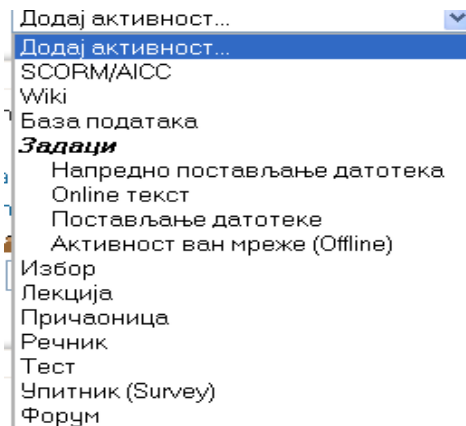 Додај активност...
Додај активност...
SCORM/AICC
Wiki
База података
Задаци
Напредно постављање датотека
Online текст
Постављање датотеке
Активност ван мреже (Offline)
Избор
Лекција
Причаоница
Речник
Тест
Упитник (Survey)
Форум